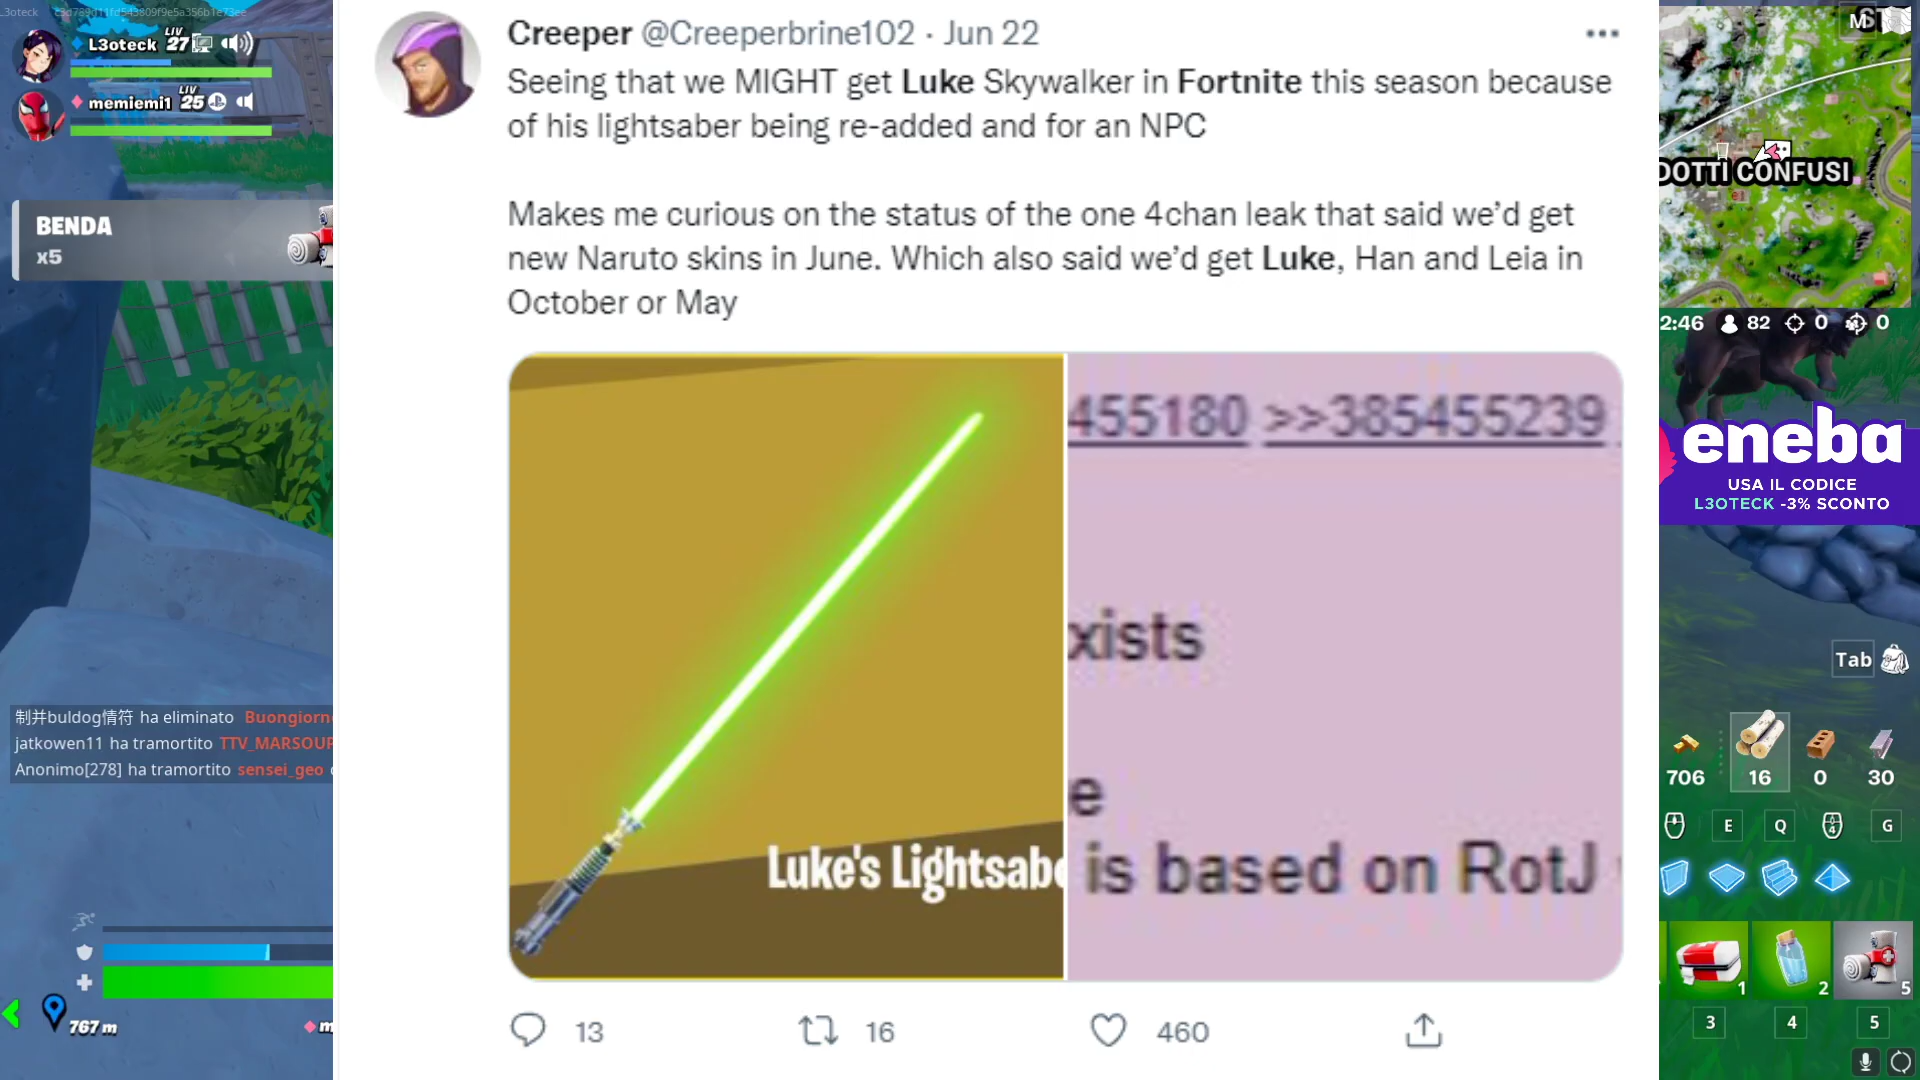 L3oteck
LIV
27
memiemi1
LIV
25
BENDA
x5
Creeper @Creeperbrine102 · Jun 22
Seeing that we MIGHT get Luke Skywalker in Fortnite this season because
of his lightsaber being re-added and for an NPC
Makes me curious on the status of the one 4chan leak that said we’d get
new Naruto skins in June. Which also said we’d get Luke, Han and Leia in
October or May
Luke's Lightsabe
455180 >>385455239
xists
e
is based on RotJ
13
16
460
制并buldog情符 ha eliminato Buongiorn
jatkowen11 ha tramortito TTV_MARSOUP
Anonimo[278] ha tramortito sensei_geo
767 m
M
DOTTI CONFUSI
2:46 82 0 0
eneba
USA IL CODICE
L3OTECK -3% SCONTO
Tab
706 16 0 30
E Q 4 G
1 2 5
3 4 5